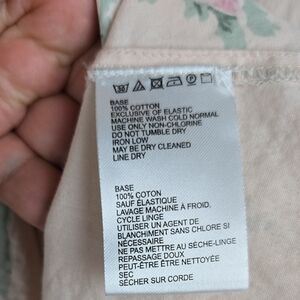 BASE
100% COTTON
EXCLUSIVE OF ELASTIC
MACHINE WASH COLD NORMAL
USE ONLY NON-CHLORINE
DO NOT TUMBLE DRY
IRON LOW
MAY BE DRY CLEANED
LINE DRY
BASE
100% COTON
SAUF ÉLASTIQUE
LAVAGE MACHINE À FROID,
CYCLE LINGE
UTILISER UN AGENT DE
BLANCHIMENT SANS CHLORE SI
NÉCESSAIRE
NE PAS METTRE AU SÈCHE-LINGE
REPASSAGE DOUX
PEUT-ÊTRE ÊTRE NETTOYÉE
SEC
SÉCHER SUR CORDE